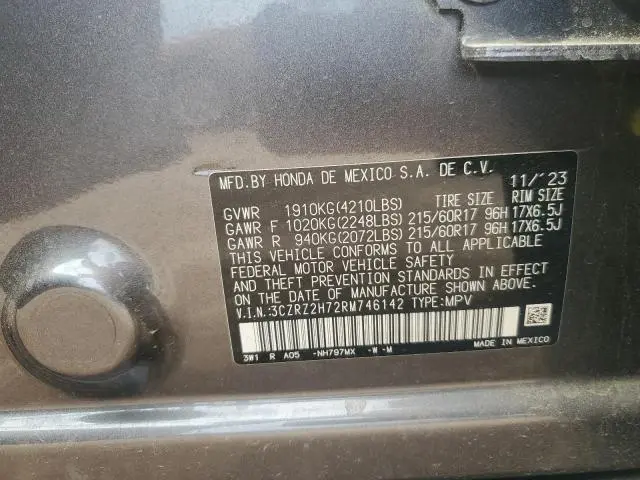 MFD.BY HONDA DE MEXICO S.A. DE C.V. 11/'23
GVWR 1910KG(4210LBS) TIRE SIZE RIM SIZE
GAWR F 1020KG(2248LBS) 215/60R17 96H 17X6.5J
GAWR R 940KG(2072LBS) 215/60R17 96H 17X6.5J
THIS VEHICLE CONFORMS TO ALL APPLICABLE
FEDERAL MOTOR VEHICLE SAFETY
AND THEFT PREVENTION STANDARDS IN EFFECT
ON THE DATE OF MANUFACTURE SHOWN ABOVE.
V.I.N.:3CZRZ2H72RM746142 TYPE:MPV
3W1 R A05 -NH797MX -W-M MADE IN MEXICO